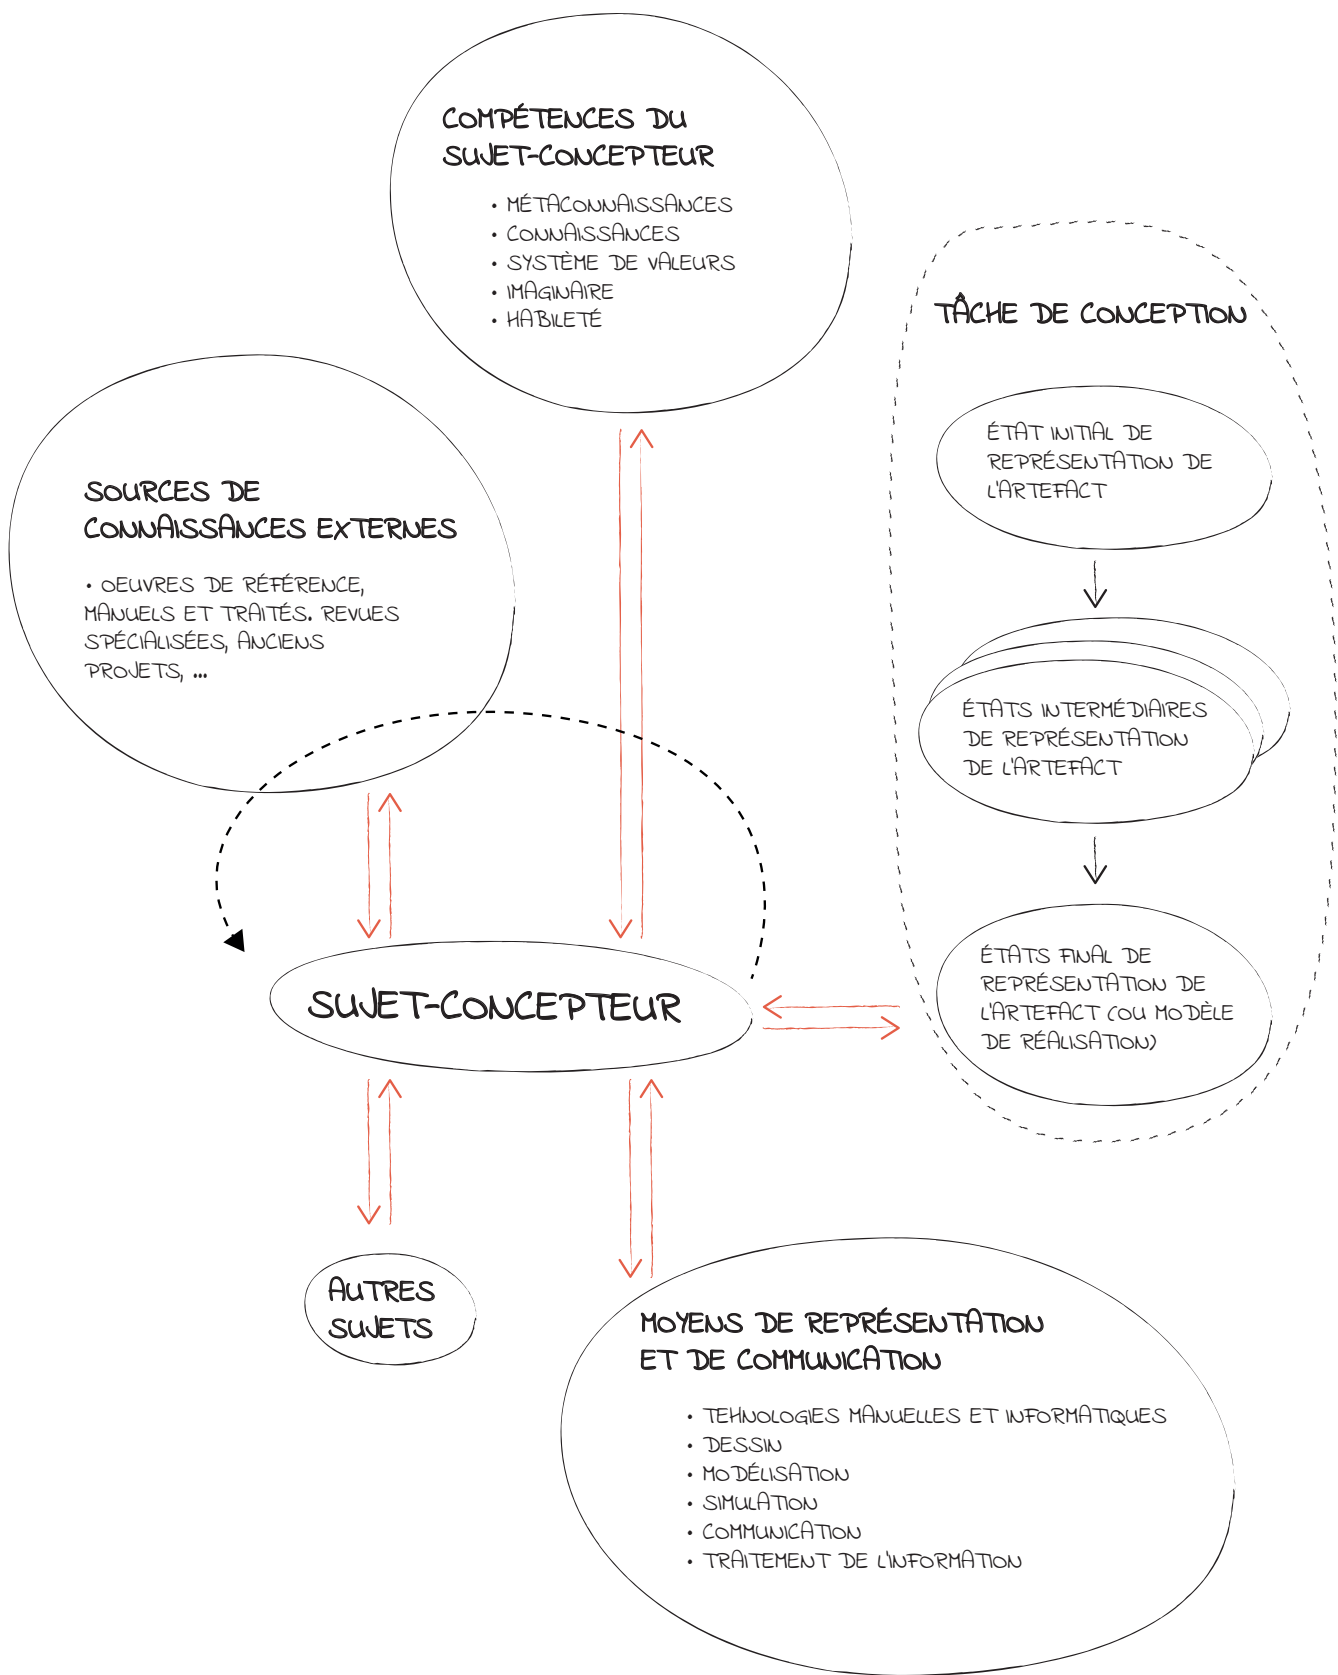 COMPÉTENCES DU
SUJET-CONCEPTEUR
• MÉTACONNAISSANCES
• CONNAISSANCES
• SYSTÈME DE VALEURS
• IMAGINAIRE
• HABILETÉ
SOURCES DE
CONNAISSANCES EXTERNES
• OEUVRES DE RÉFÉRENCE,
MANUELS ET TRAITÉS. REVUES
SPÉCIALISÉES, ANCIENS
PROJETS, ...
TÂCHE DE CONCEPTION
ÉTAT INITIAL DE
REPRÉSENTATION DE
L'ARTEFACT
ÉTATS INTERMÉDIAIRES
DE REPRÉSENTATION
DE L'ARTEFACT
ÉTATS FINAL DE
REPRÉSENTATION DE
L'ARTEFACT (OU MODÈLE
DE RÉALISATION)
SUJET-CONCEPTEUR
AUTRES
SUJETS
MOYENS DE REPRÉSENTATION
ET DE COMMUNICATION
• TEHNOLOGIES MANUELLES ET INFORMATIQUES
• DESSIN
• MODÉLISATION
• SIMULATION
• COMMUNICATION
• TRAITEMENT DE L'INFORMATION